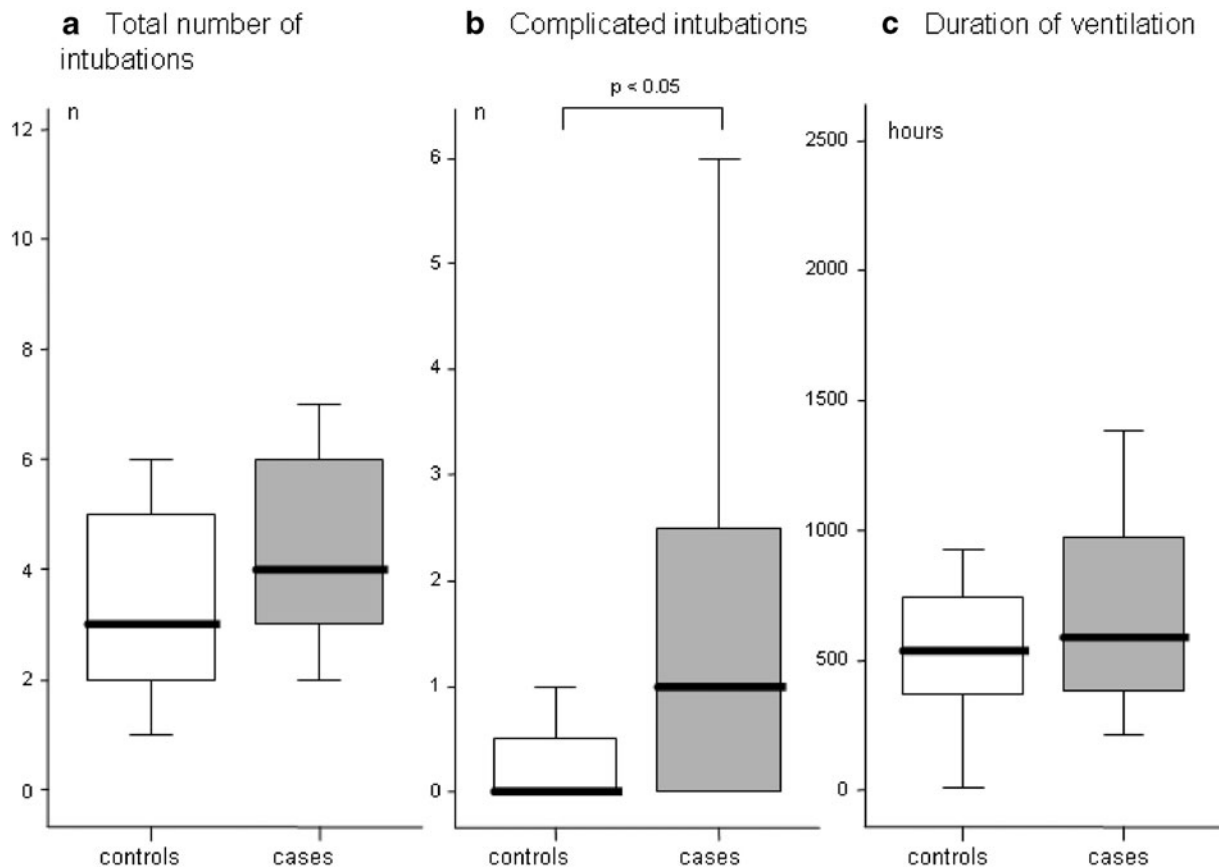 a Total number of
intubations
n
12
10
8
6
4
2
0
controls cases
b Complicated intubations
p < 0.05
n
6
5
4
3
2
1
0
controls cases
c Duration of ventilation
hours
2500
2000
1500
1000
500
0
controls cases